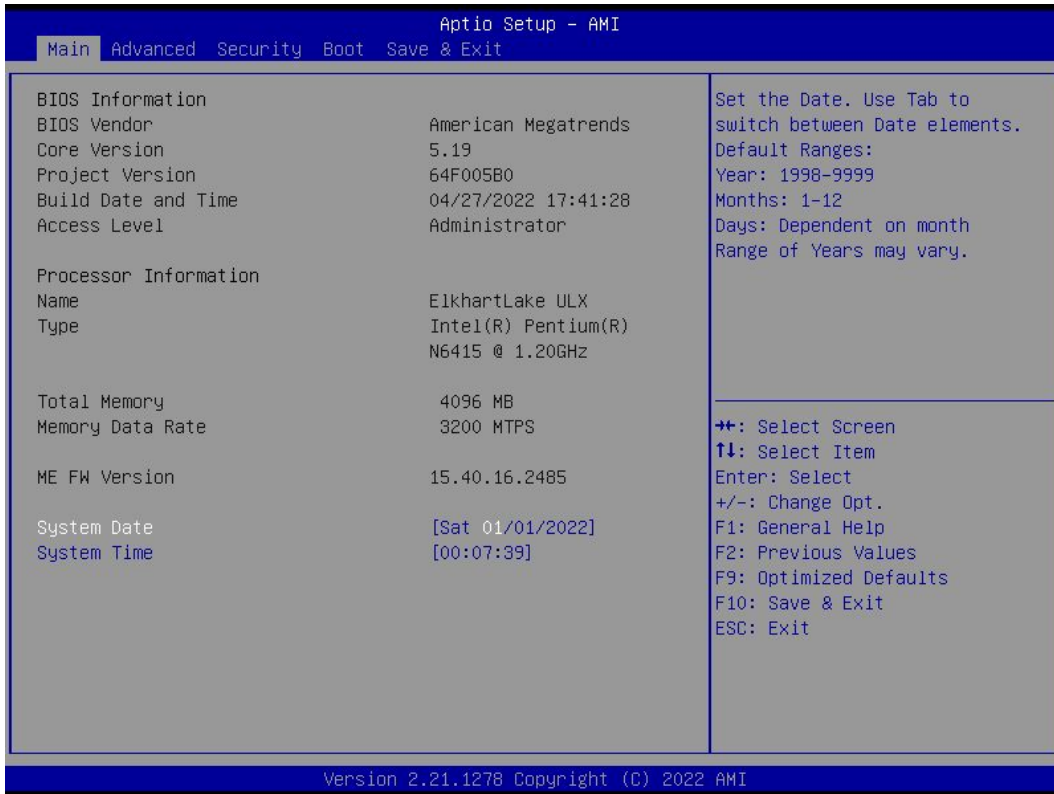 Aptio Setup - AMI
Main Advanced Security Boot Save & Exit
BIOS Information
BIOS Vendor American Megatrends
Core Version 5.19
Project Version 64F005B0
Build Date and Time 04/27/2022 17:41:28
Access Level Administrator
Processor Information
Name ElkhartLake ULX
Type Intel(R) Pentium(R)
N6415 @ 1.20GHz
Total Memory 4096 MB
Memory Data Rate 3200 MTPS
ME FW Version 15.40.16.2485
System Date [Sat 01/01/2022]
System Time [00:07:39]
Set the Date. Use Tab to
switch between Date elements.
Default Ranges:
Year: 1998-9999
Months: 1-12
Days: Dependent on month
Range of Years may vary.
→←: Select Screen
↑↓: Select Item
Enter: Select
+/-: Change Opt.
F1: General Help
F2: Previous Values
F9: Optimized Defaults
F10: Save & Exit
ESC: Exit
Version 2.21.1278 Copyright (C) 2022 AMI